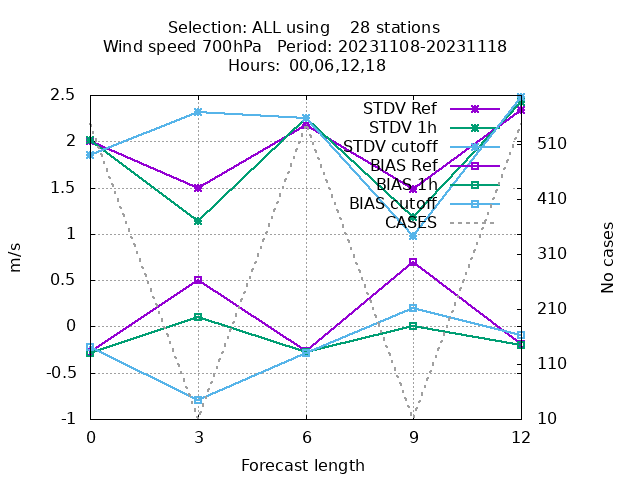 Selection: ALL using    28 stations
Wind speed 700hPa   Period: 20231108-20231118
Hours: 00,06,12,18
2.5
2
1.5
1
0.5
0
-0.5
-1
m/s
STDV Ref
STDV 1h
STDV cutoff
BIAS Ref
BIAS 1h
BIAS cutoff
CASES
510
410
310
210
110
10
No cases
0 3 6 9 12
Forecast length